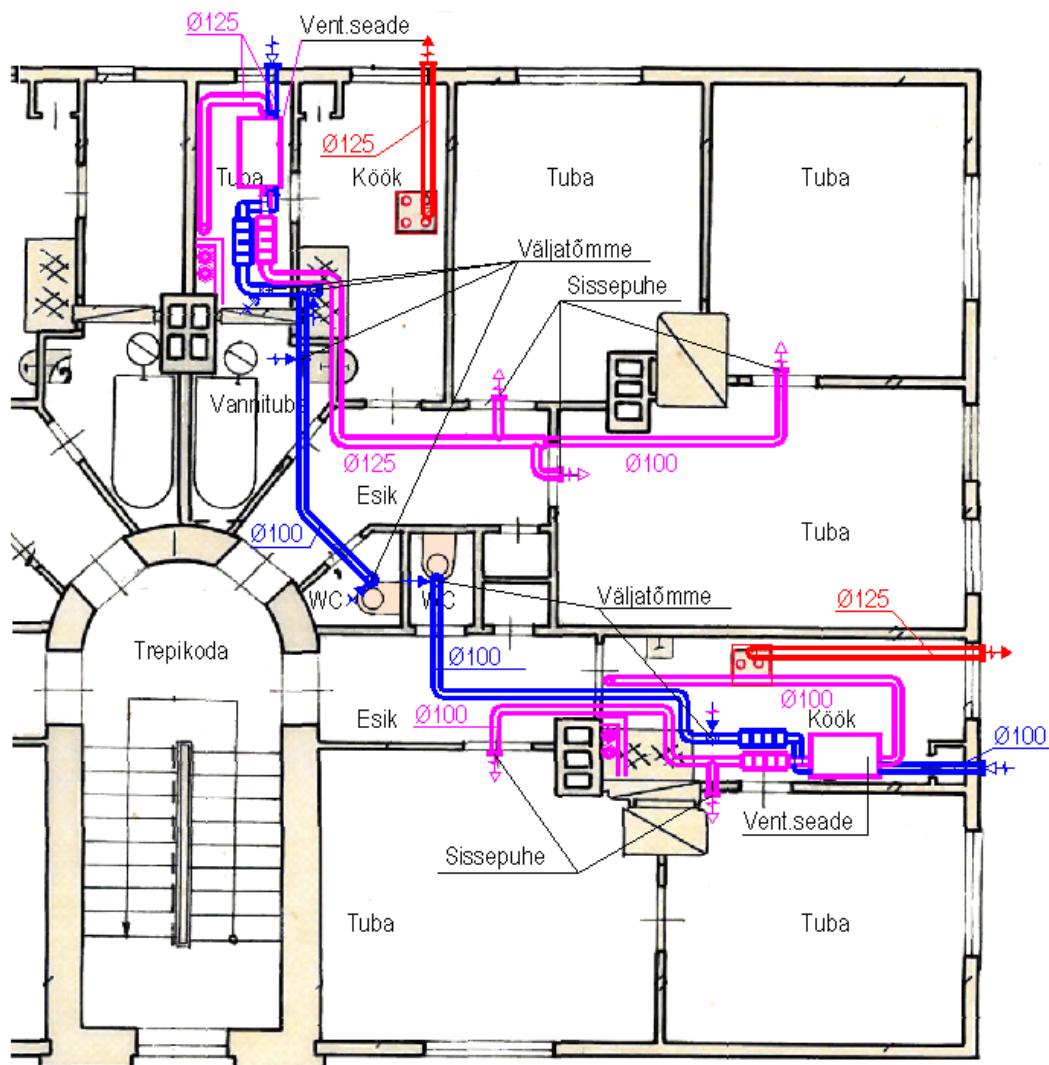 Ø125
Vent.seade
Ø125
Tuba
Köök
Tuba
Tuba
Väljatõmme
Sissepuhe
Vannituba
Ø125
Ø100
Esik
Ø100
Tuba
WC
WC
Väljatõmme
Ø125
Trepikoda
Ø100
Ø100
Esik
Ø100
Köök
Ø100
Vent.seade
Sissepuhe
Tuba
Tuba